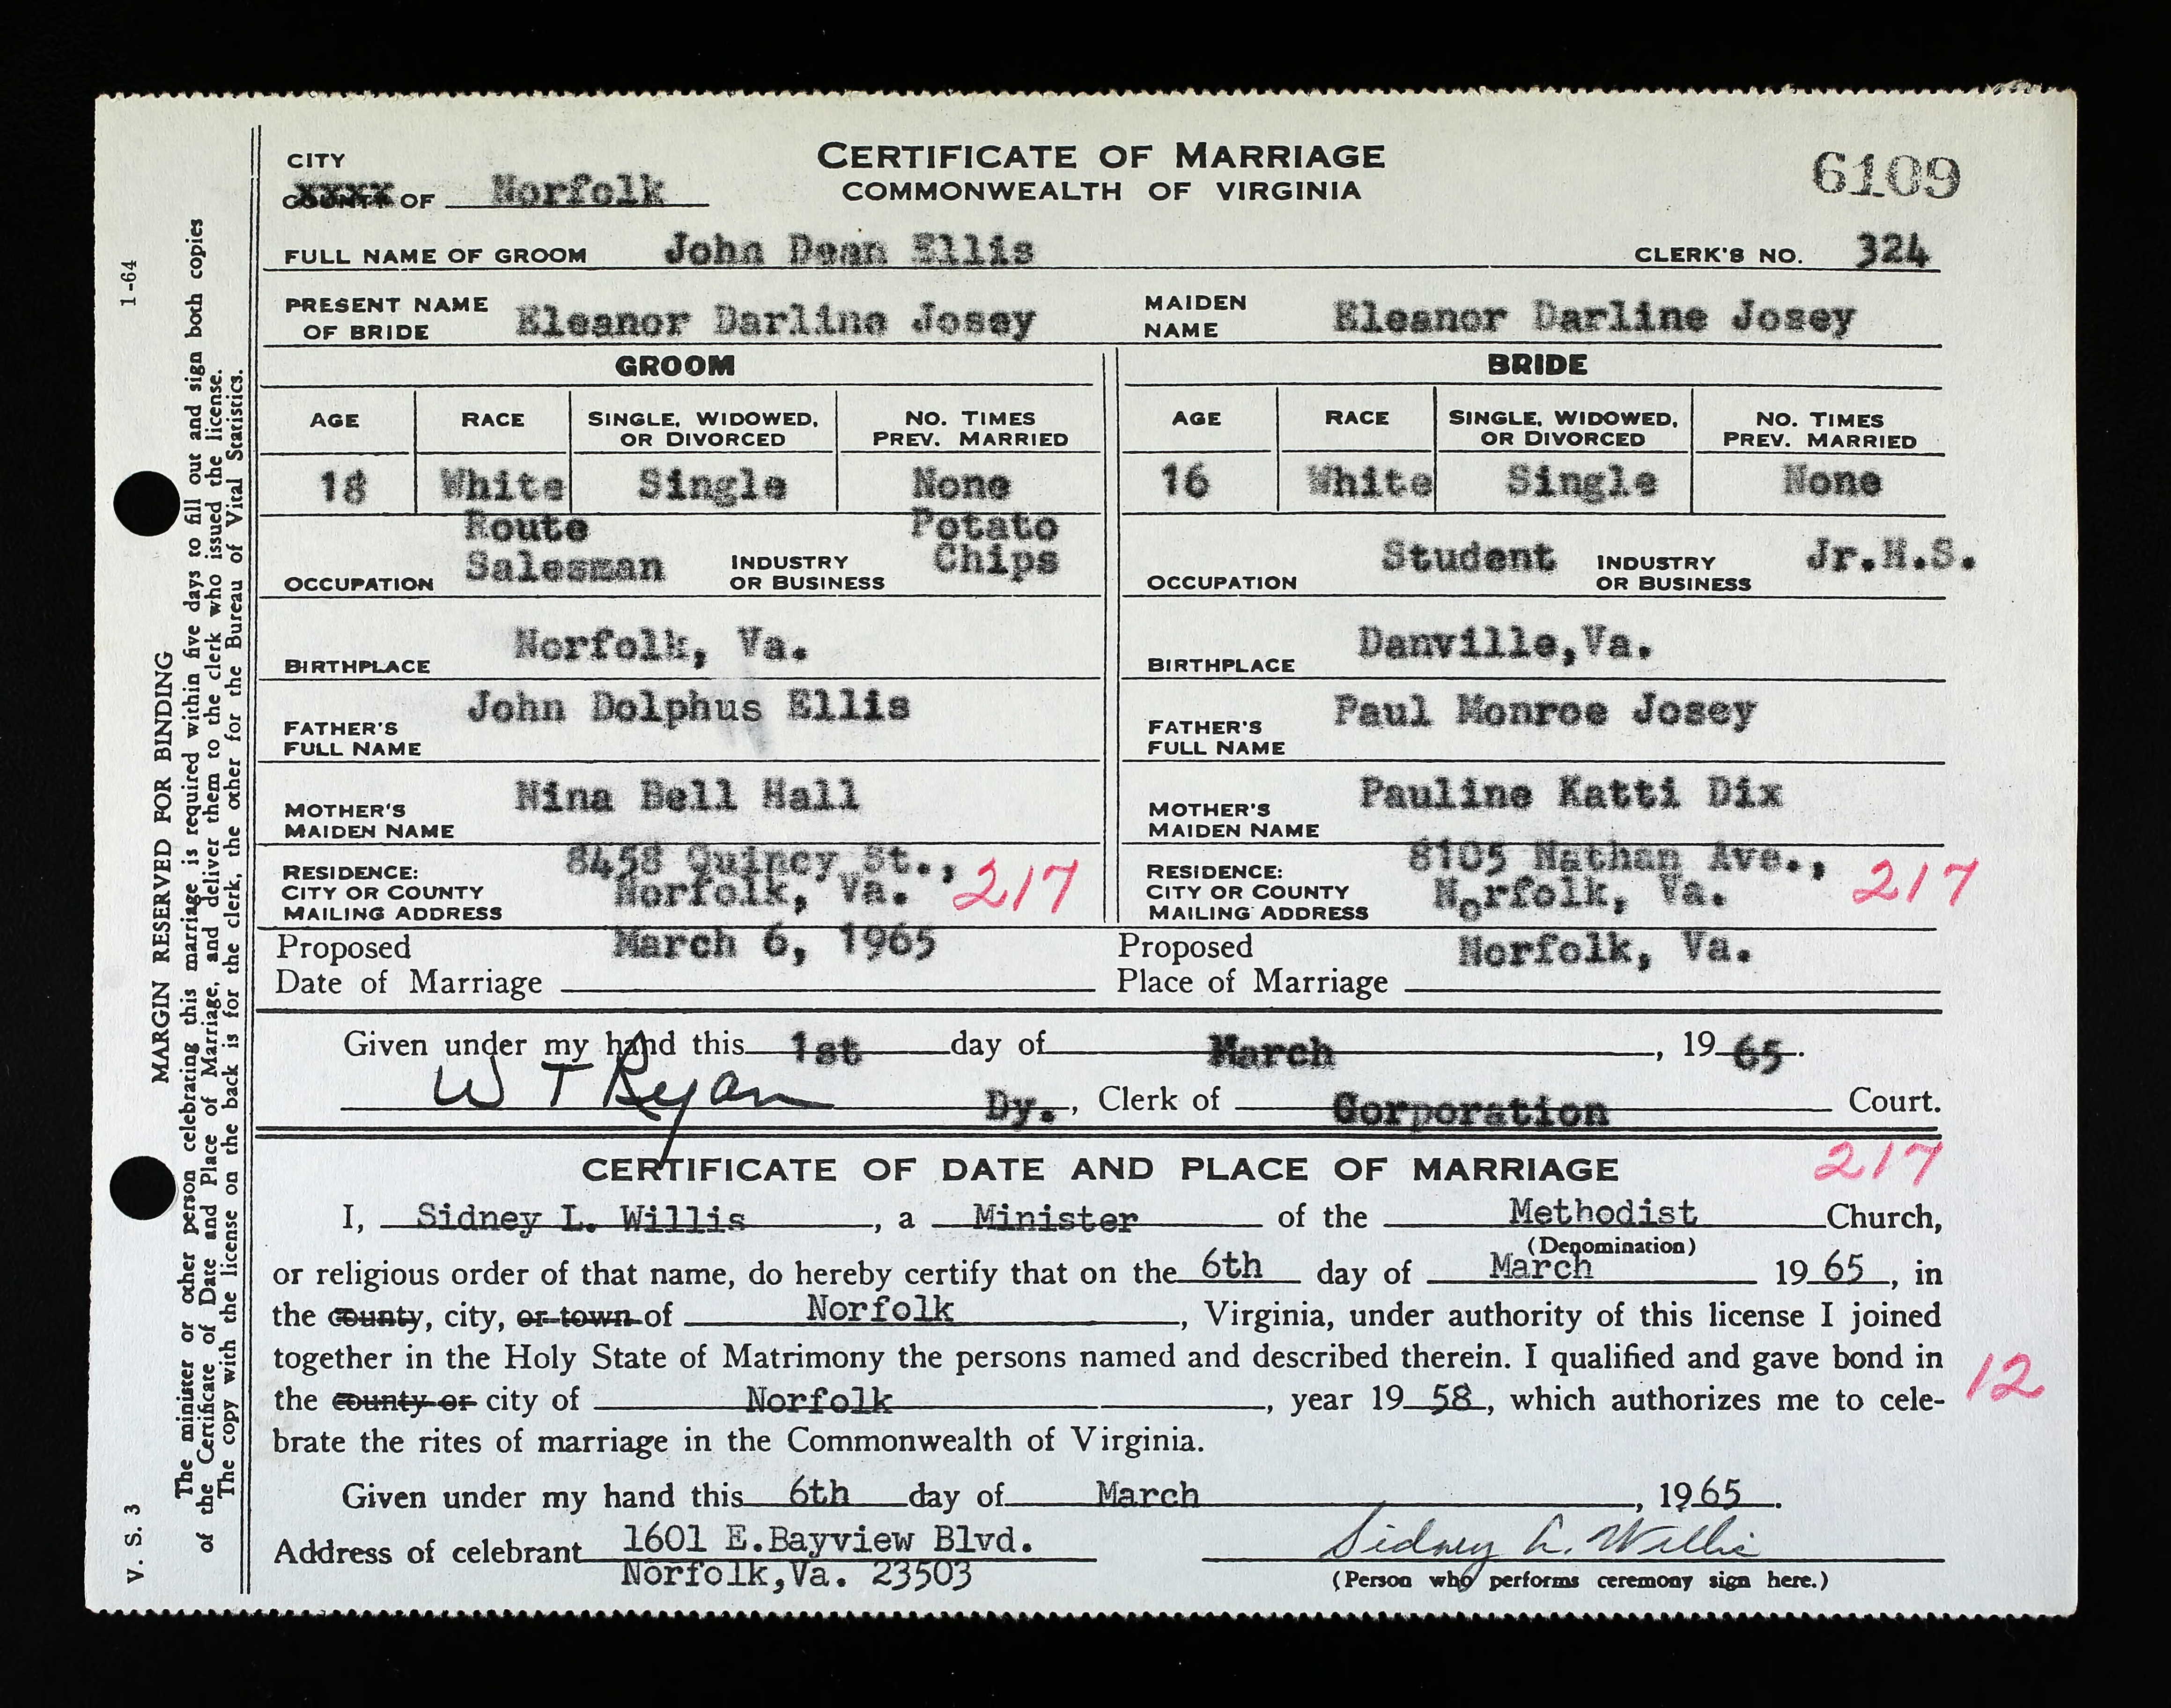 CERTIFICATE OF MARRIAGE
COMMONWEALTH OF VIRGINIA
6109
CITY
COUNTY OF Norfolk
FULL NAME OF GROOM John Dean Ellis CLERK'S NO. 324
PRESENT NAME OF BRIDE Eleanor Darline Josey MAIDEN NAME Eleanor Darline Josey
GROOM BRIDE
AGE RACE SINGLE, WIDOWED, OR DIVORCED NO. TIMES PREV. MARRIED AGE RACE SINGLE, WIDOWED, OR DIVORCED NO. TIMES PREV. MARRIED
18 White Single None 16 White Single None
OCCUPATION Route Salesman INDUSTRY OR BUSINESS Potato Chips OCCUPATION Student INDUSTRY OR BUSINESS Jr.H.S.
BIRTHPLACE Norfolk, Va. BIRTHPLACE Danville,Va.
FATHER'S FULL NAME John Dolphus Ellis FATHER'S FULL NAME Paul Monroe Josey
MOTHER'S MAIDEN NAME Nina Bell Hall MOTHER'S MAIDEN NAME Pauline Katti Dix
RESIDENCE: 8458 Quincy St., RESIDENCE: 8105 Nathan Ave.,
CITY OR COUNTY Norfolk, Va. 217 CITY OR COUNTY Norfolk, Va. 217
MAILING ADDRESS MAILING ADDRESS
Proposed Date of Marriage March 6, 1965 Proposed Place of Marriage Norfolk, Va.
Given under my hand this 1st day of March, 1965.
W T Ryan Dy., Clerk of Corporation Court.
CERTIFICATE OF DATE AND PLACE OF MARRIAGE 217
I, Sidney L. Willis, a Minister of the Methodist Church,
(Denomination)
or religious order of that name, do hereby certify that on the 6th day of March 1965, in
the county, city, or town of Norfolk, Virginia, under authority of this license I joined
together in the Holy State of Matrimony the persons named and described therein. I qualified and gave bond in
the county or city of Norfolk, year 1958, which authorizes me to cele- 12
brate the rites of marriage in the Commonwealth of Virginia.
Given under my hand this 6th day of March, 1965.
Address of celebrant 1601 E.Bayview Blvd. Sidney L. Willis
Norfolk,Va. 23503 (Person who performs ceremony sign here.)
V. S. 3 MARGIN RESERVED FOR BINDING 1-64
The minister or other person celebrating this marriage is required within five days to fill out and sign both copies
of the Certificate of Date and Place of Marriage, and deliver them to the clerk who issued the license.
The copy with the license on the back is for the clerk, the other for the Bureau of Vital Statistics.